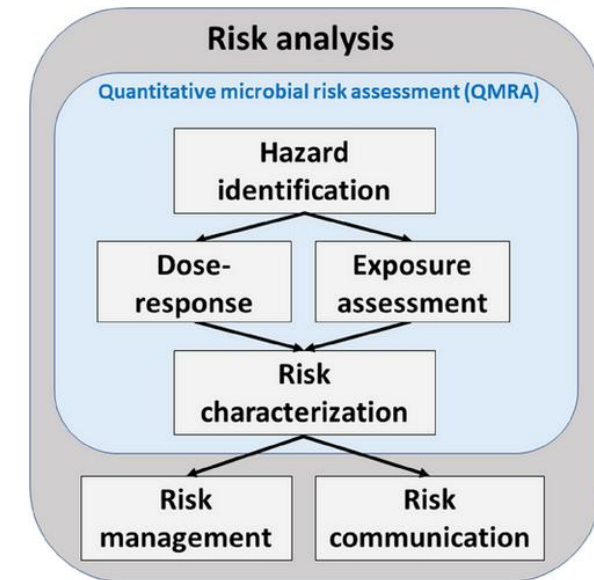 Risk analysis
Quantitative microbial risk assessment (QMRA)
Hazard
identification
Dose-
response
Exposure
assessment
Risk
characterization
Risk
management
Risk
communication